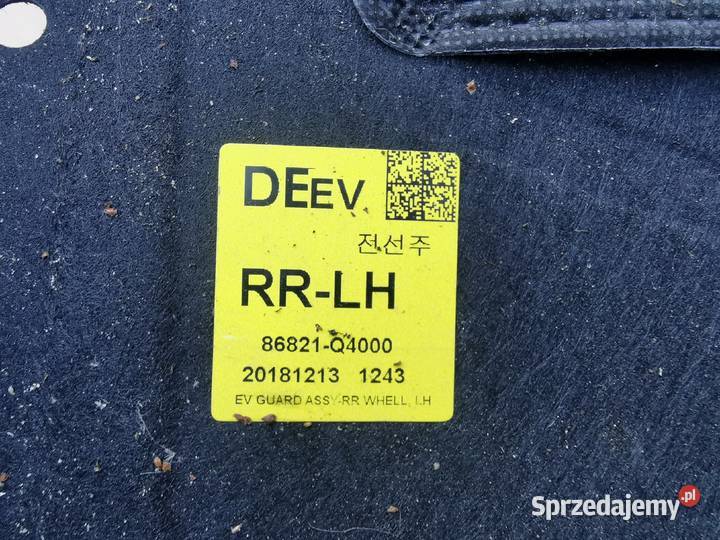 DEEV
전선주
RR-LH
86821-Q4000
20181213 1243
EV GUARD ASSY-RR WHELL, LH
Sprzedajemy.pl